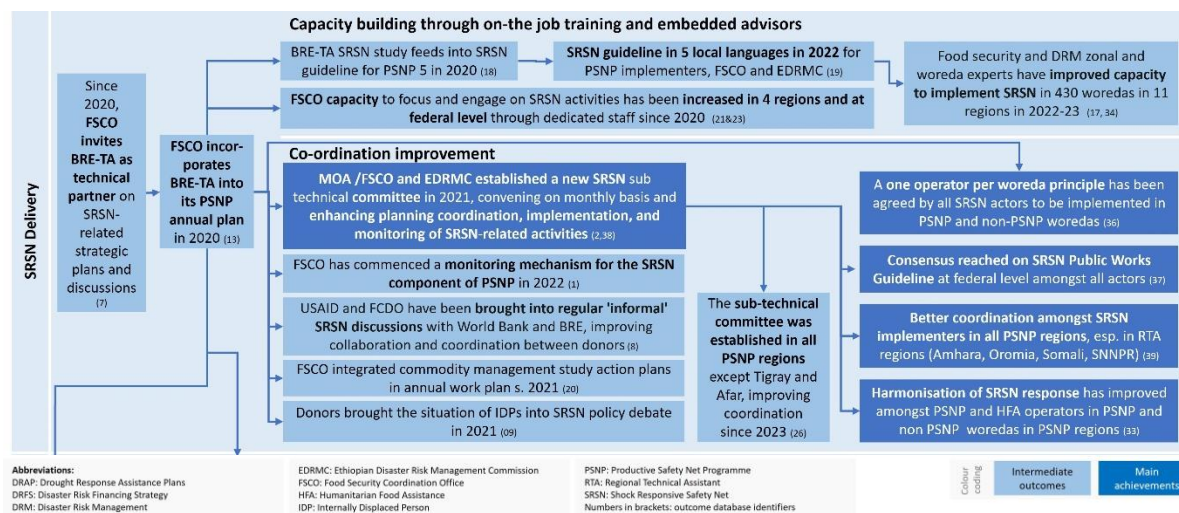 Capacity building through on-the job training and embedded advisors
SRSN Delivery
Since
2020,
FSCO
invites
BRE-TA as
technical
partner on
SRSN-
related
strategic
plans and
discussions
(7)
FSCO incor-
porates
BRE-TA into
its PSNP
annual plan
in 2020 (13)
BRE-TA SRSN study feeds into SRSN
guideline for PSNP 5 in 2020 (18)
SRSN guideline in 5 local languages in 2022 for
PSNP implementers, FSCO and EDRMC (19)
Food security and DRM zonal and
woreda experts have improved capacity
to implement SRSN in 430 woredas in 11
regions in 2022-23 (17, 34)
FSCO capacity to focus and engage on SRSN activities has been increased in 4 regions and at
federal level through dedicated staff since 2020 (21&23)
Co-ordination improvement
MOA /FSCO and EDRMC established a new SRSN sub
technical committee in 2021, convening on monthly basis and
enhancing planning coordination, implementation, and
monitoring of SRSN-related activities (2,38)
FSCO has commenced a monitoring mechanism for the SRSN
component of PSNP in 2022 (1)
USAID and FCDO have been brought into regular 'informal'
SRSN discussions with World Bank and BRE, improving
collaboration and coordination between donors (8)
FSCO integrated commodity management study action plans
in annual work plan s. 2021 (20)
Donors brought the situation of IDPs into SRSN policy debate
in 2021 (09)
The sub-technical
committee was
established in all
PSNP regions
except Tigray and
Afar, improving
coordination
since 2023 (26)
A one operator per woreda principle has been
agreed by all SRSN actors to be implemented in
PSNP and non-PSNP woredas (36)
Consensus reached on SRSN Public Works
Guideline at federal level amongst all actors (37)
Better coordination amongst SRSN
implementers in all PSNP regions, esp. in RTA
regions (Amhara, Oromia, Somali, SNNPR) (39)
Harmonisation of SRSN response has improved
amongst PSNP and HFA operators in PSNP and
non PSNP woredas in PSNP regions (33)
Abbreviations:
DRAP: Drought Response Assistance Plans
DRFS: Disaster Risk Financing Strategy
DRM: Disaster Risk Management
EDRMC: Ethiopian Disaster Risk Management Commission
FSCO: Food Security Coordination Office
HFA: Humanitarian Food Assistance
IDP: Internally Displaced Person
PSNP: Productive Safety Net Programme
RTA: Regional Technical Assistant
SRSN: Shock Responsive Safety Net
Numbers in brackets: outcome database identifiers
Colour
coding
Intermediate
outcomes
Main
achievements